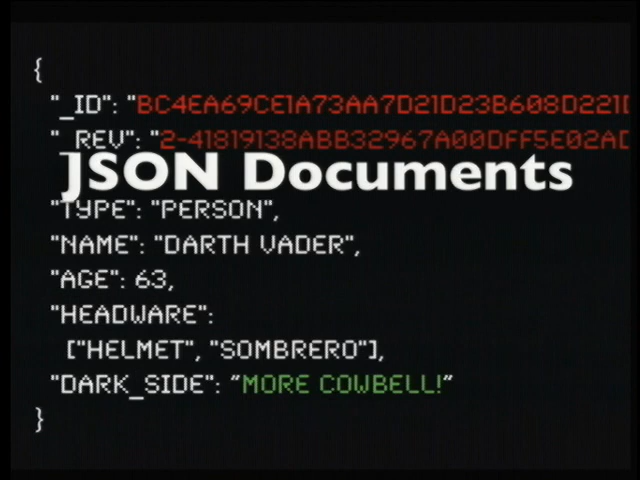 {
"_ID": "BC4EA69CE1A73AA7D21D23B608D221
"_REV": "2-41819138ABB32967A00DFF5E02AD
JSON Documents
"TYPE": "PERSON",
"NAME": "DARTH VADER",
"AGE": 63,
"HEADWARE":
["HELMET", "SOMBRERO"],
"DARK_SIDE": “MORE COWBELL!”
}